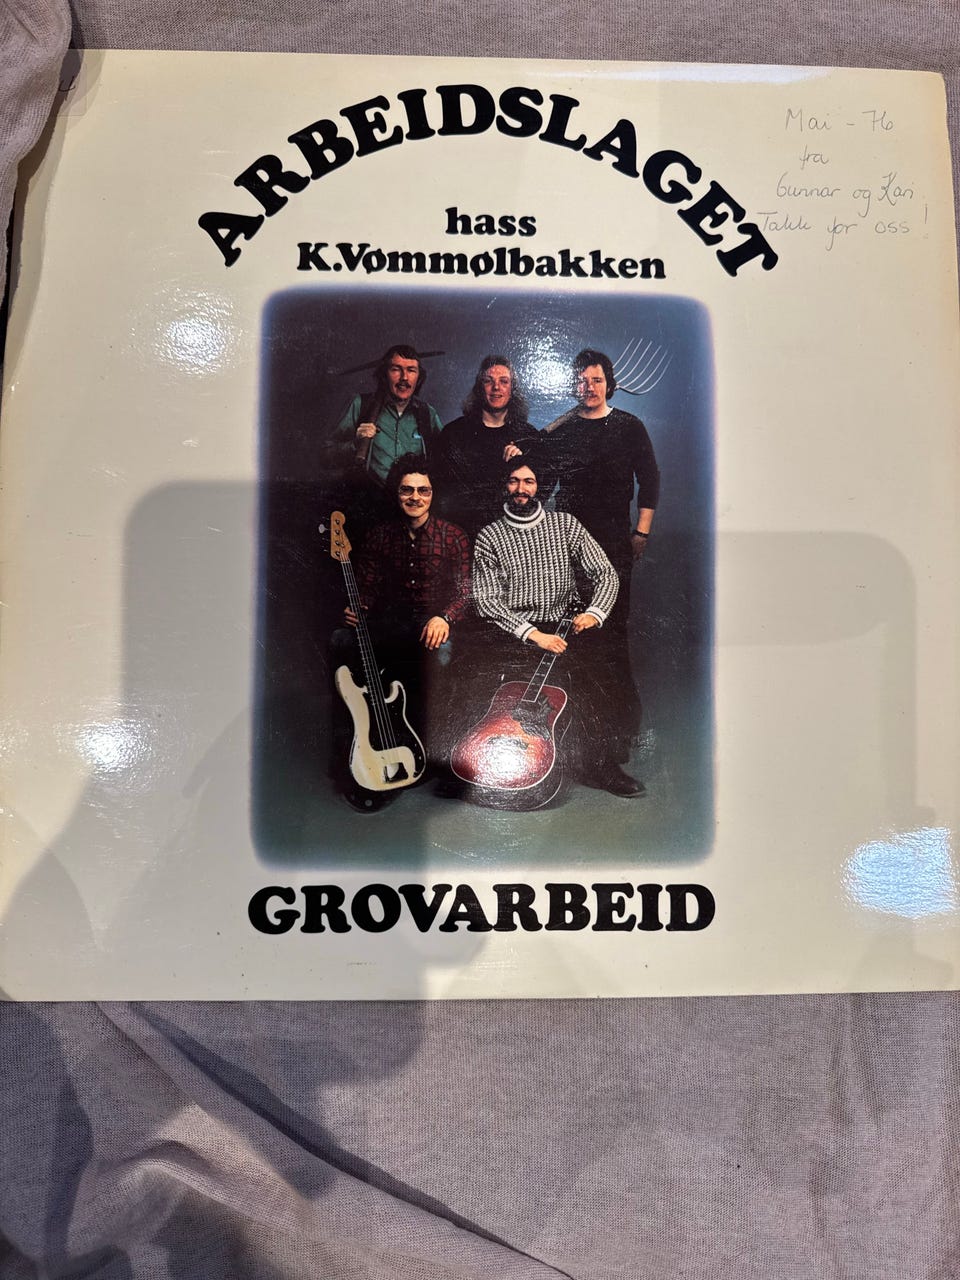 ARBEIDSLAGET
hass
K.Vømmølbakken
Mai - 76
fra
Gunnar og Kari
Takk for oss!
GROVARBEID